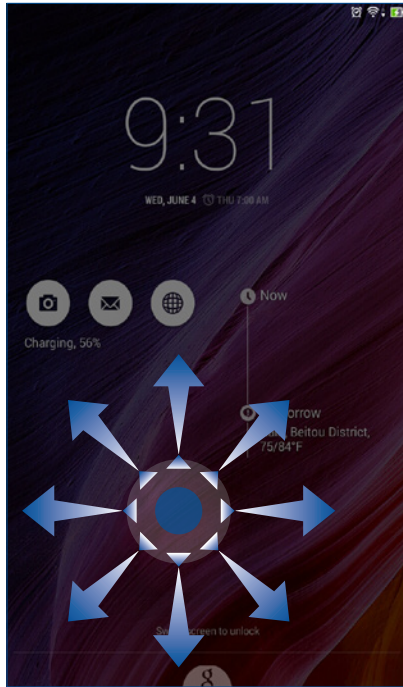 9:31
WED, JUNE 4 THU 7:00 AM
Now
Charging, 56%
Beitou District,
75/84°F
to unlock
g